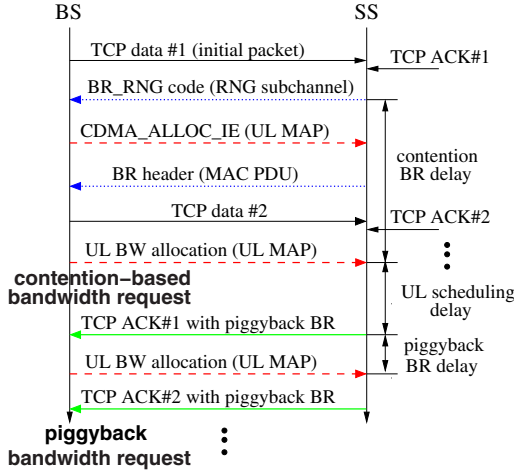 BS
SS
TCP data #1 (initial packet)
TCP ACK#1
BR_RNG code (RNG subchannel)
CDMA_ALLOC_IE (UL MAP)
contention
BR delay
BR header (MAC PDU)
TCP data #2
TCP ACK#2
UL BW allocation (UL MAP)
contention-based
bandwidth request
UL scheduling
delay
TCP ACK#1 with piggyback BR
piggyback
BR delay
UL BW allocation (UL MAP)
TCP ACK#2 with piggyback BR
piggyback
bandwidth request